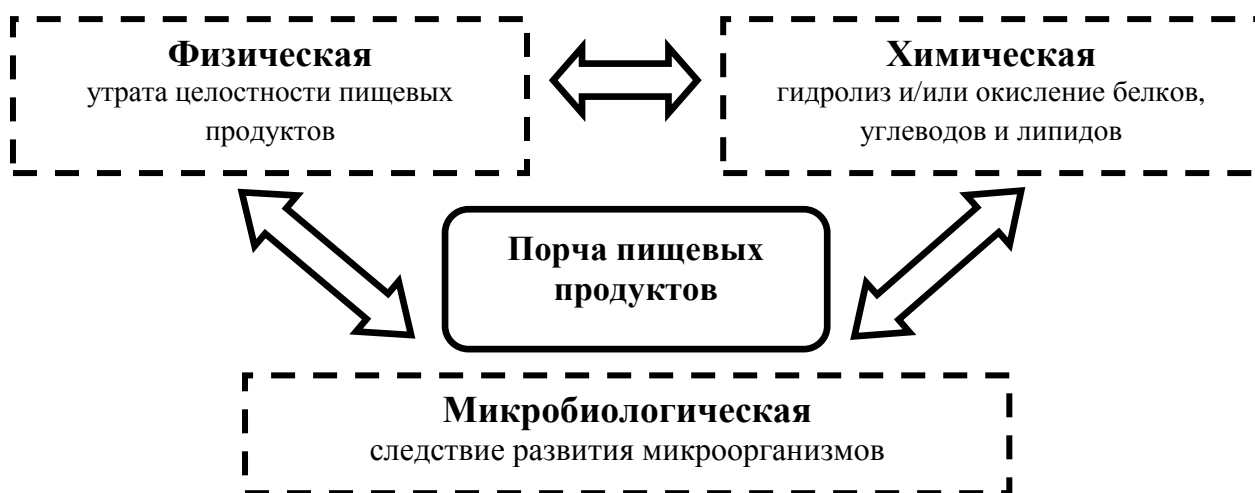 Физическая
утрата целостности пищевых
продуктов
Химическая
гидролиз и/или окисление белков,
углеводов и липидов
Порча пищевых
продуктов
Микробиологическая
следствие развития микроорганизмов